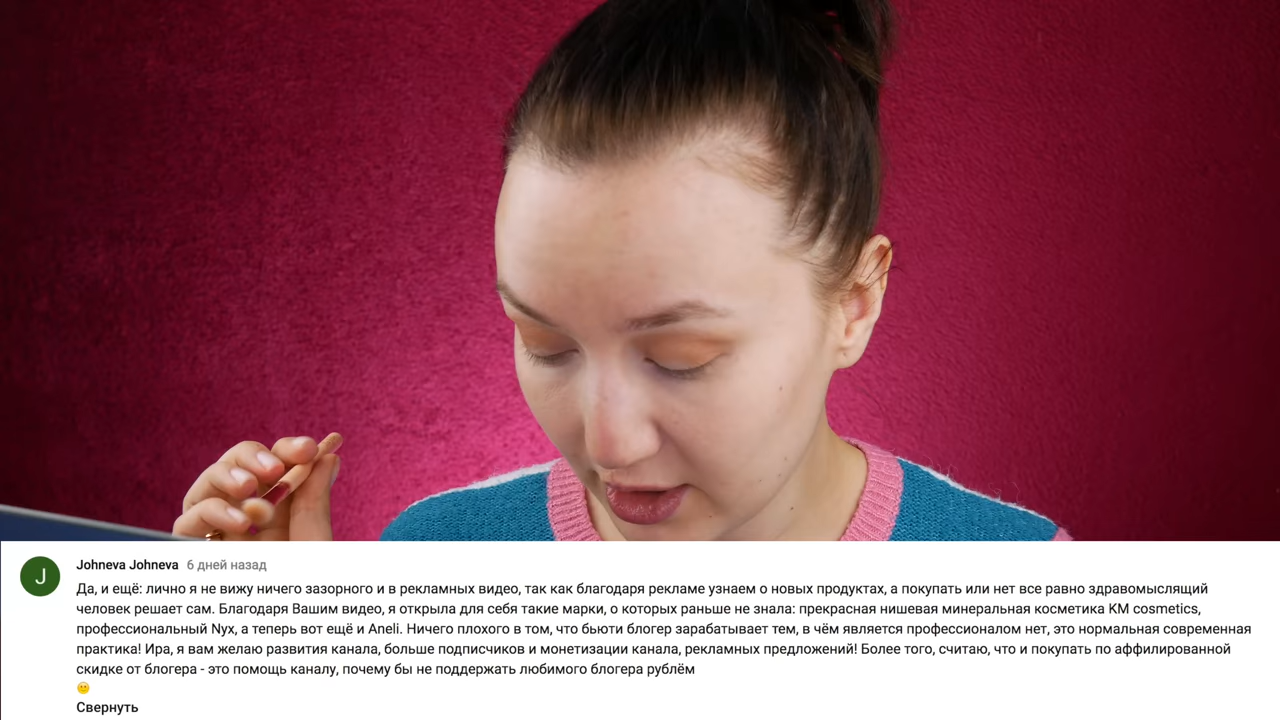 J
Johneva Johneva 6 дней назад
Да, и ещё: лично я не вижу ничего зазорного и в рекламных видео, так как благодаря рекламе узнаем о новых продуктах, а покупать или нет все равно здравомыслящий
человек решает сам. Благодаря Вашим видео, я открыла для себя такие марки, о которых раньше не знала: прекрасная нишевая минеральная косметика KM cosmetics,
профессиональный Nyx, а теперь вот ещё и Aneli. Ничего плохого в том, что бьюти блогер зарабатывает тем, в чём является профессионалом нет, это нормальная современная
практика! Ира, я вам желаю развития канала, больше подписчиков и монетизации канала, рекламных предложений! Более того, считаю, что и покупать по аффилированной
скидке от блогера - это помощь каналу, почему бы не поддержать любимого блогера рублём
😶
Свернуть